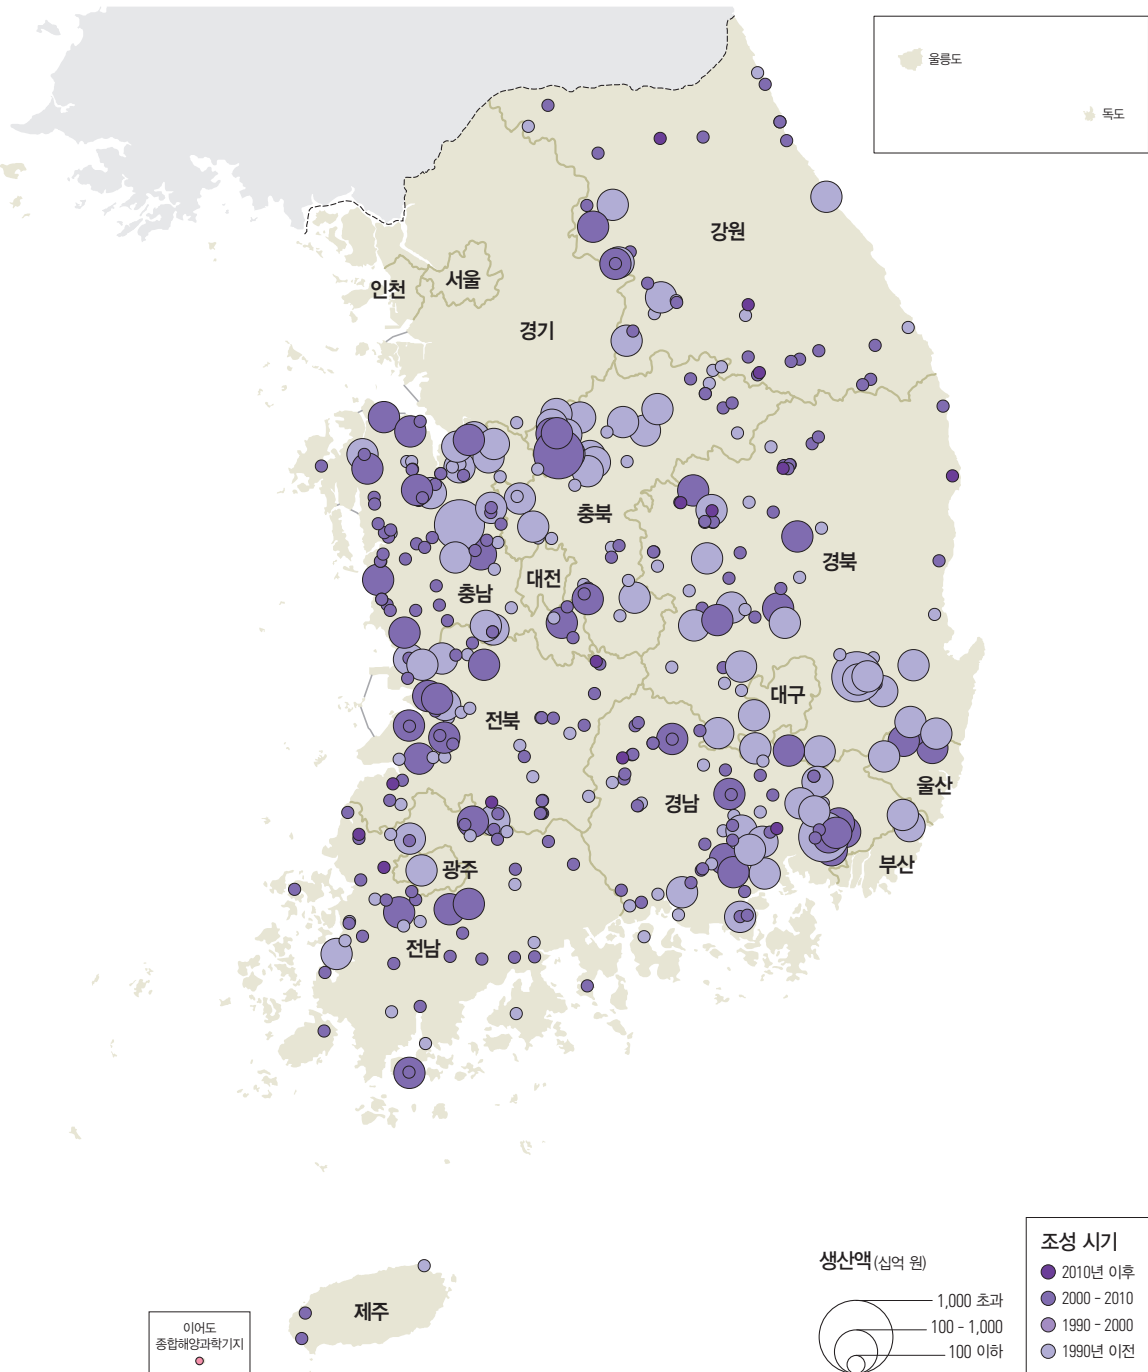 울릉도
독도
강원
서울
인천
경기
충북
경북
대전
충남
대구
전북
울산
경남
부산
광주
전남
제주
이어도
종합해양과학기지
생산액 (십억 원)
1,000 초과
100 - 1,000
100 이하
조성 시기
2010년 이후
2000 - 2010
1990 - 2000
1990년 이전